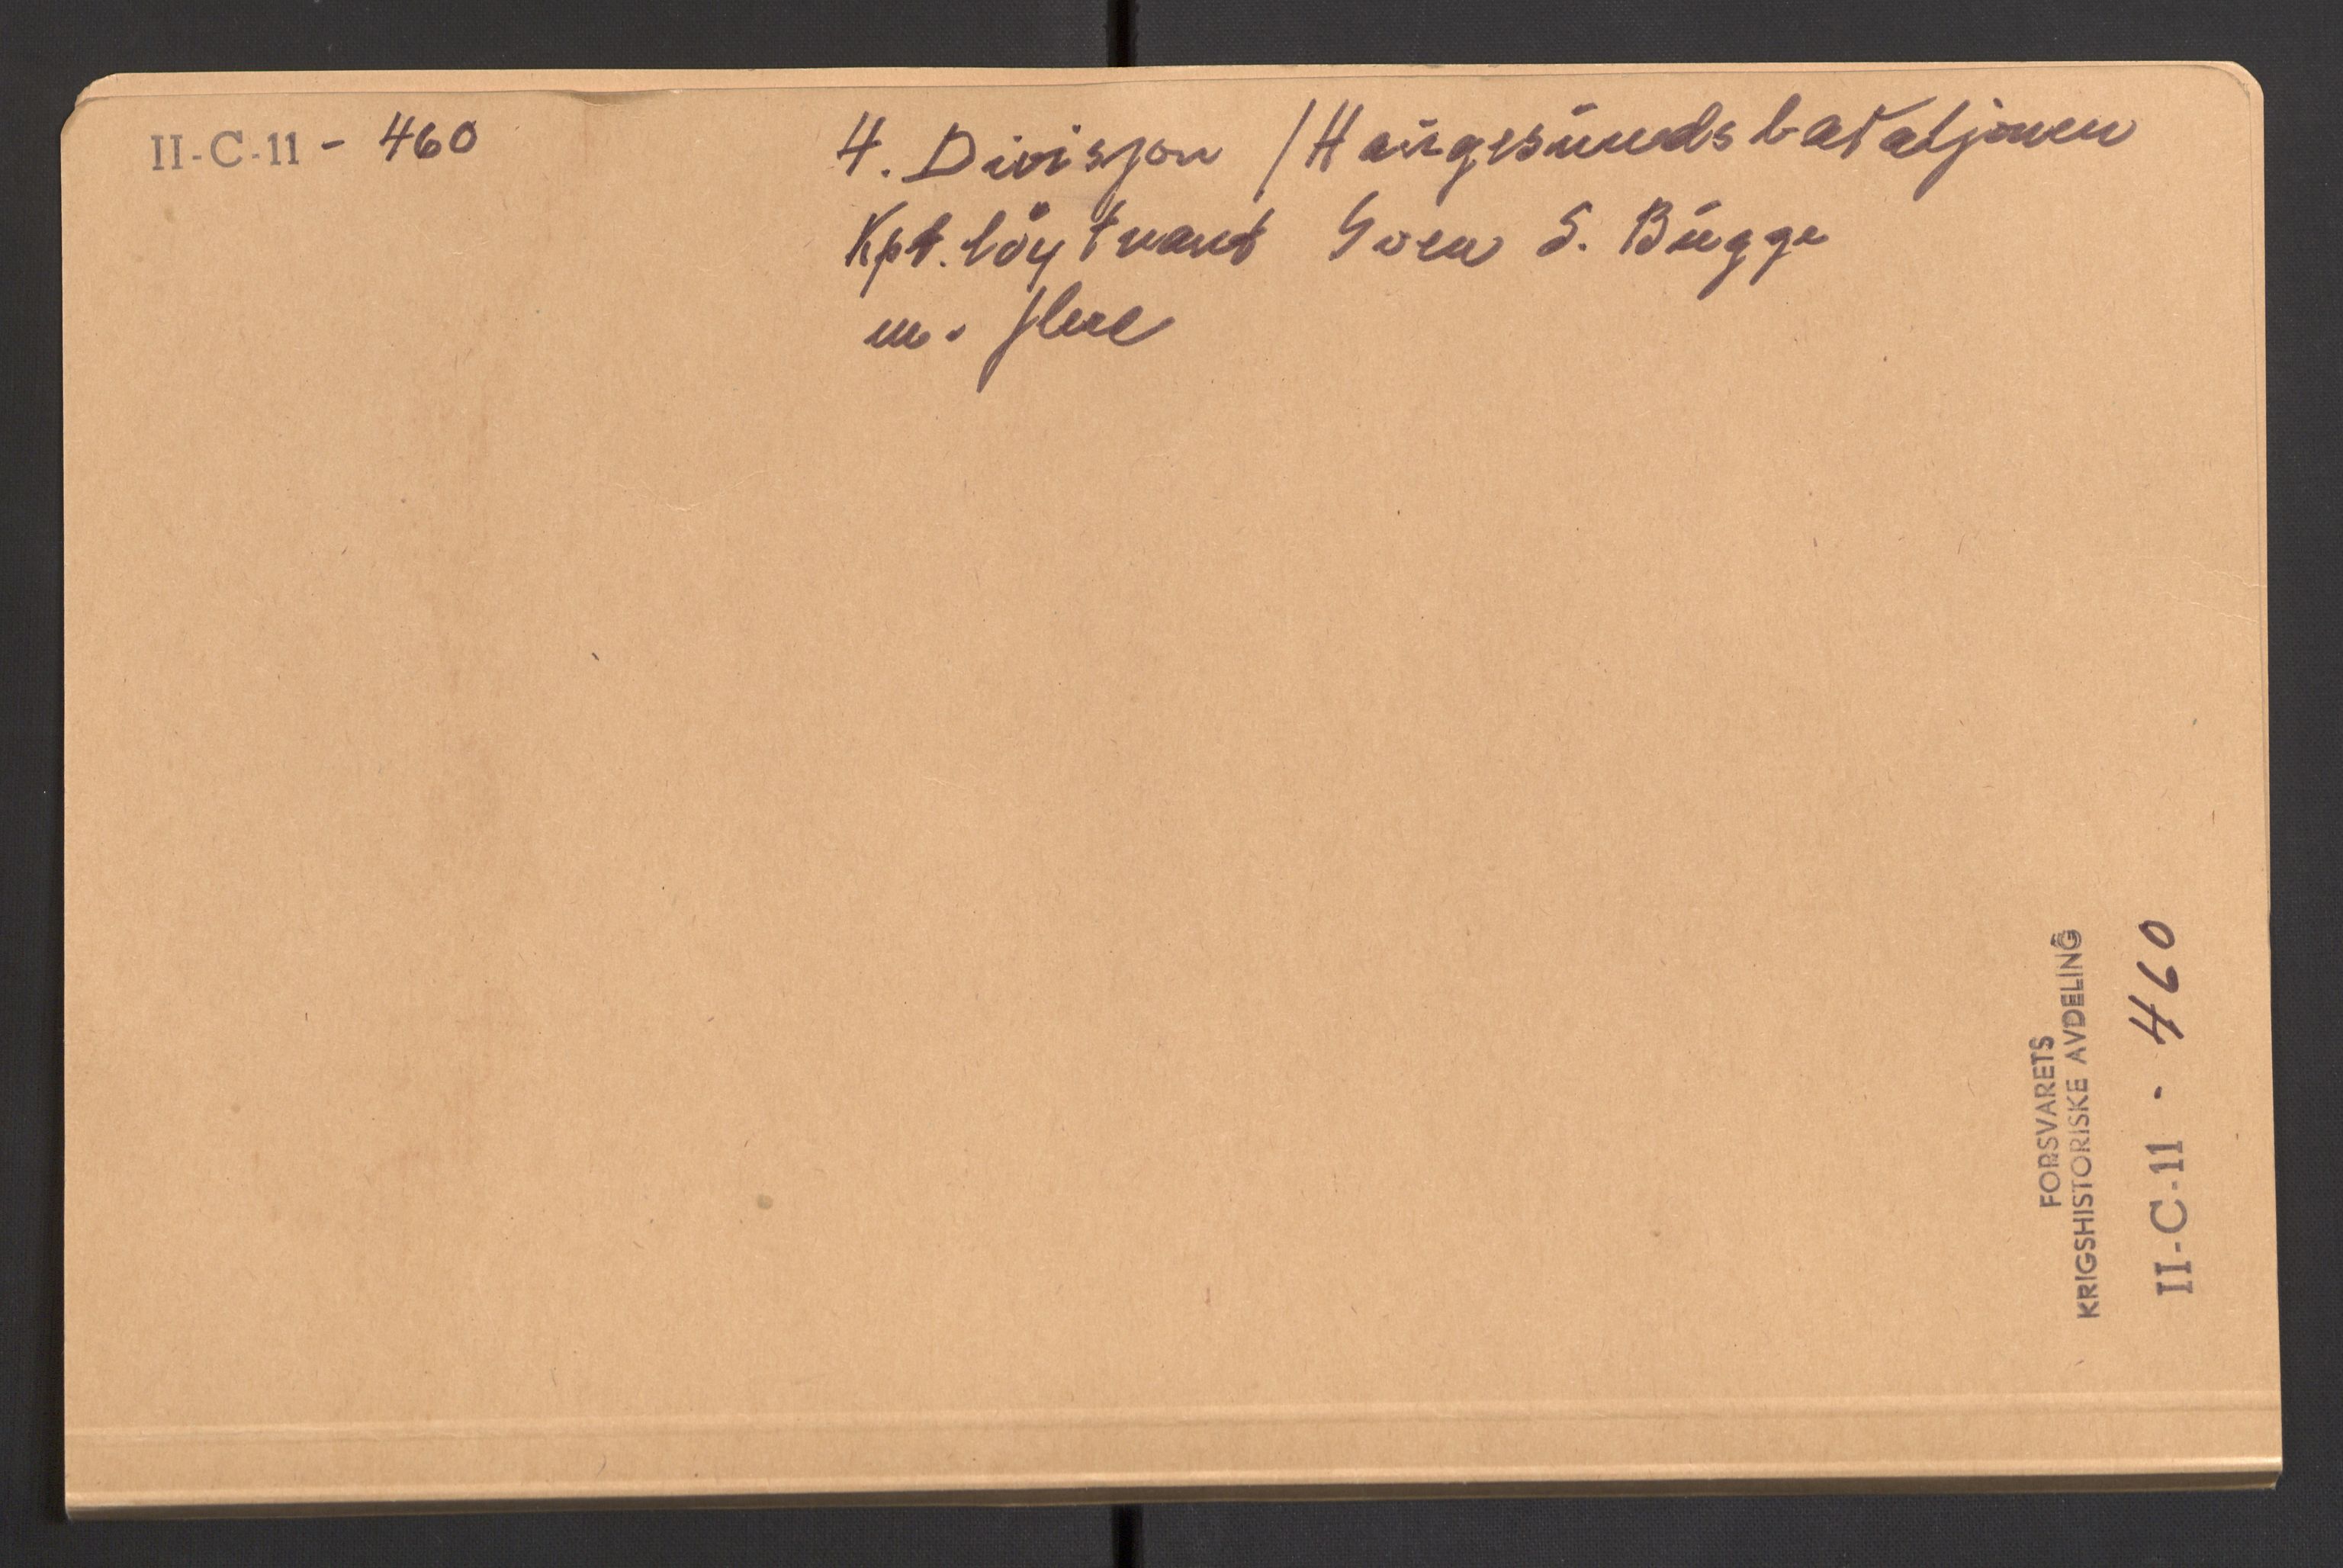 II-C-11 - 460
4. Divisjon / Haugesundsbataljonen
Kpt. löytnant Sven S. Bugge
m. flere
FORSVARETS
KRIGSHISTORISKE AVDELING
II-C-11 - 460